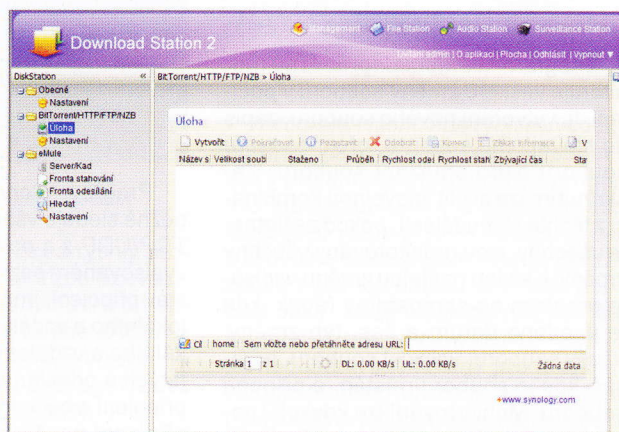 Management File Station Audio Station Surveillance Station
Download Station 2
admin | O aplikaci | Plocha | Odhlásit | Vypnout ▼
DiskStation «
BitTorrent/HTTP/FTP/NZB » Úloha
Obecné
Nastavení
BitTorrent/HTTP/FTP/NZB
Úloha
Nastavení
eMule
Server/Kad
Fronta stahování
Fronta odesílání
Hledat
Nastavení
Úloha
Vytvořit | Pokračovat | Pozastavit | Odebrat | Konec | Získat informace | V
Název s Velikost soub Staženo Průběh Rychlost odes Rychlost stah Zbývající čas Sta
Cíl home Sem vložte nebo přetáhněte adresu URL:
Stránka 1 z 1 DL: 0.00 KB/s UL: 0.00 KB/s Žádná data
www.synology.com